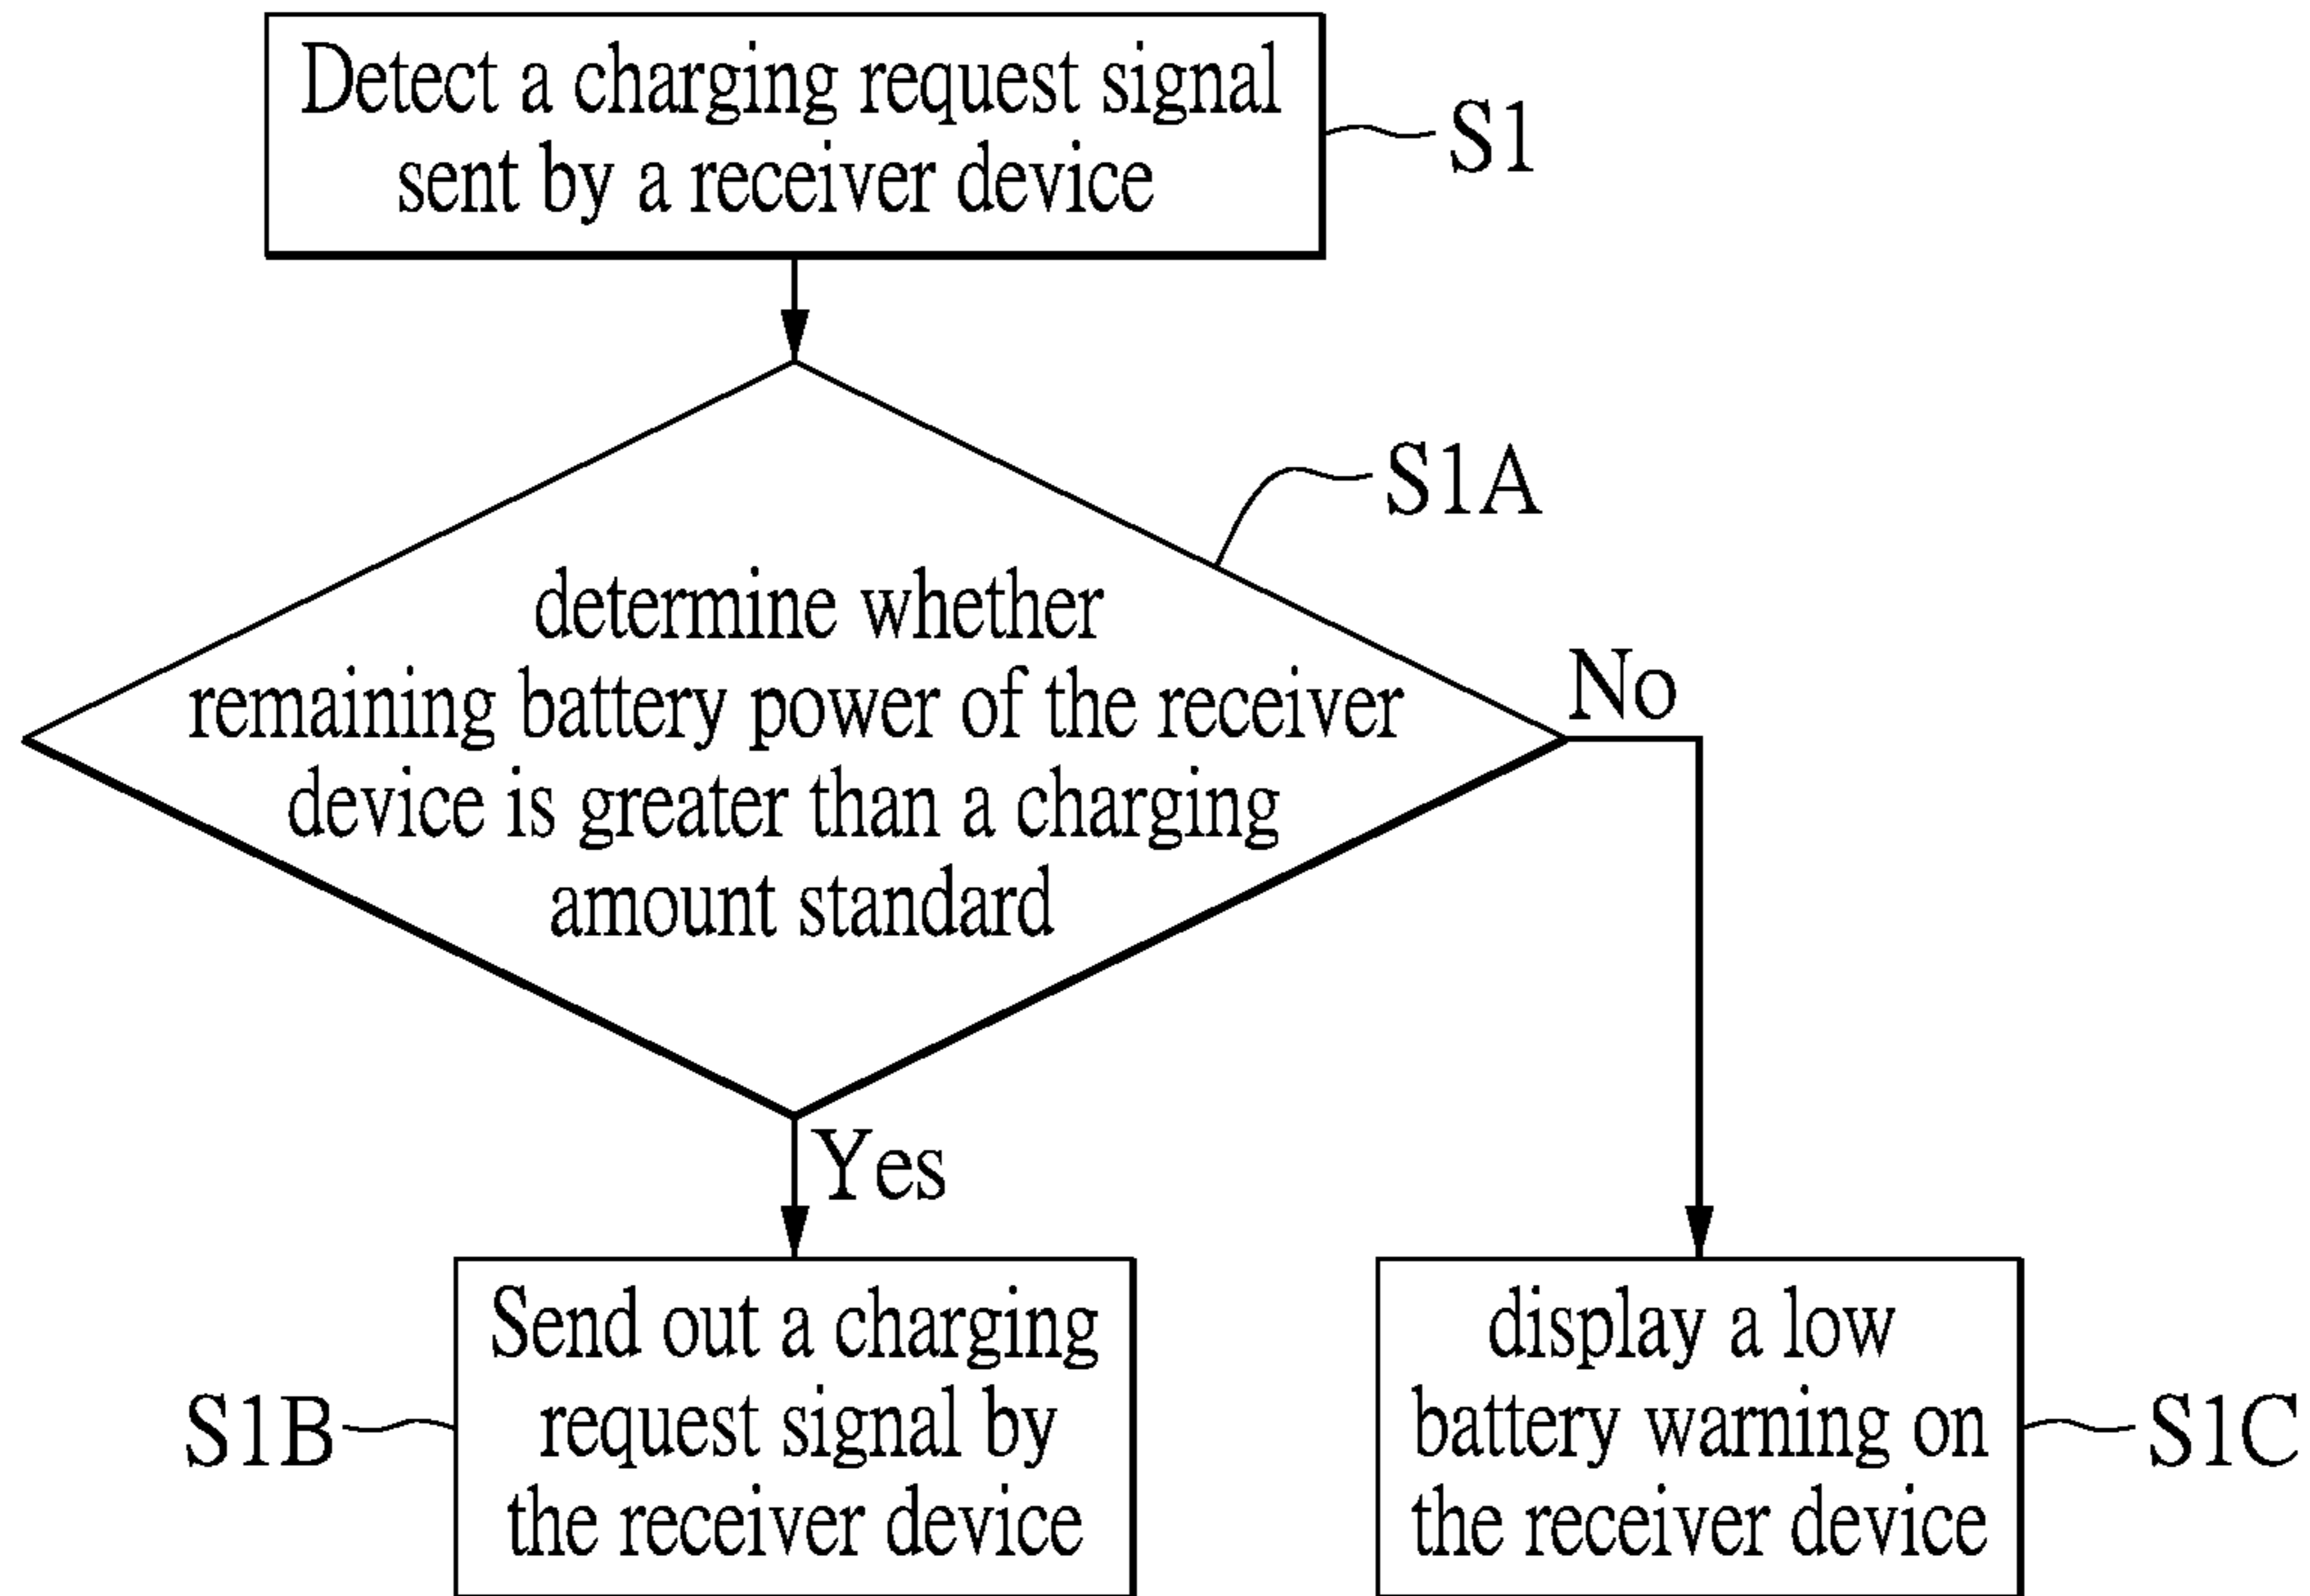 Detect a charging request signal
sent by a receiver device
S1
S1A
determine whether
remaining battery power of the receiver
device is greater than a charging
amount standard
No
Yes
Send out a charging
request signal by
the receiver device
S1B
display a low
battery warning on
the receiver device
S1C